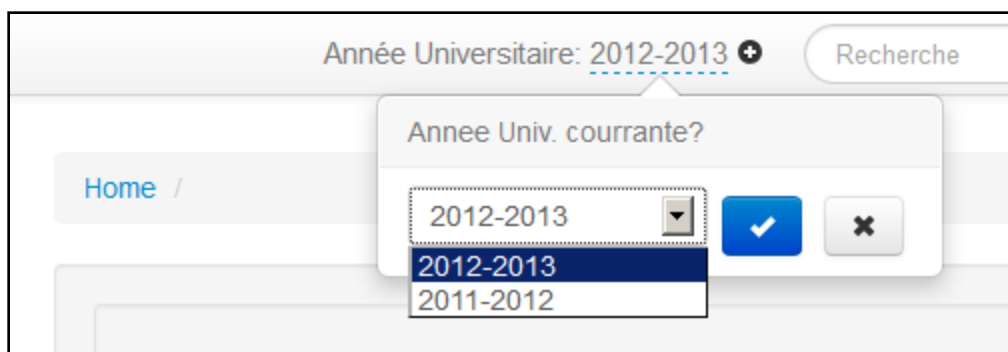 Année Universitaire: 2012-2013 Recherche
Annee Univ. courrante?
Home /
2012-2013
2012-2013
2011-2012